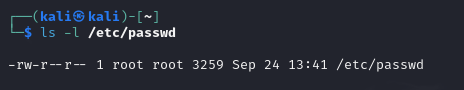 ┌──(kali㉿kali)-[~]
└─$ ls -l /etc/passwd
-rw-r--r-- 1 root root 3259 Sep 24 13:41 /etc/passwd